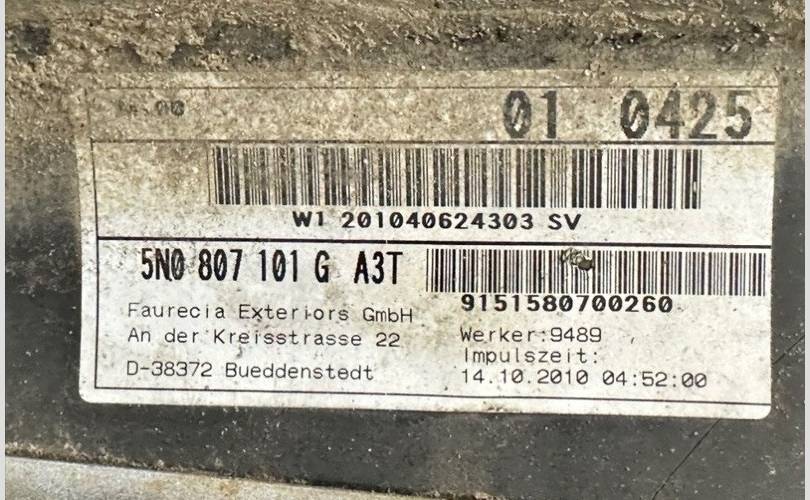 01 0425
W1 201040624303 SV
5N0 807 101 G A3T
9151580700260
Faurecia Exteriors GmbH
An der Kreisstrasse 22
D-38372 Bueddenstedt
Werker:9489
Impulszeit:
14.10.2010 04:52:00